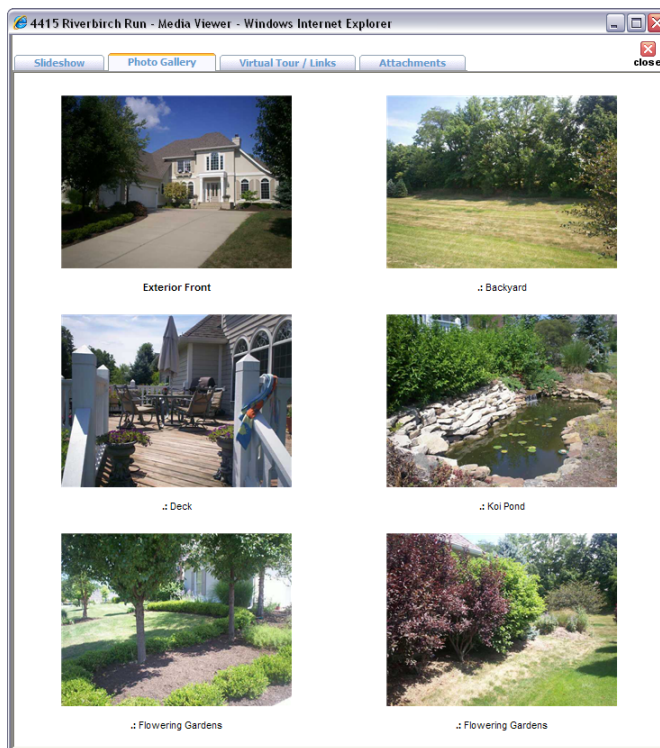 4415 Riverbirch Run - Media Viewer - Windows Internet Explorer
close
Slideshow
Photo Gallery
Virtual Tour / Links
Attachments
Exterior Front
.: Backyard
.: Deck
.: Koi Pond
.: Flowering Gardens
.: Flowering Gardens